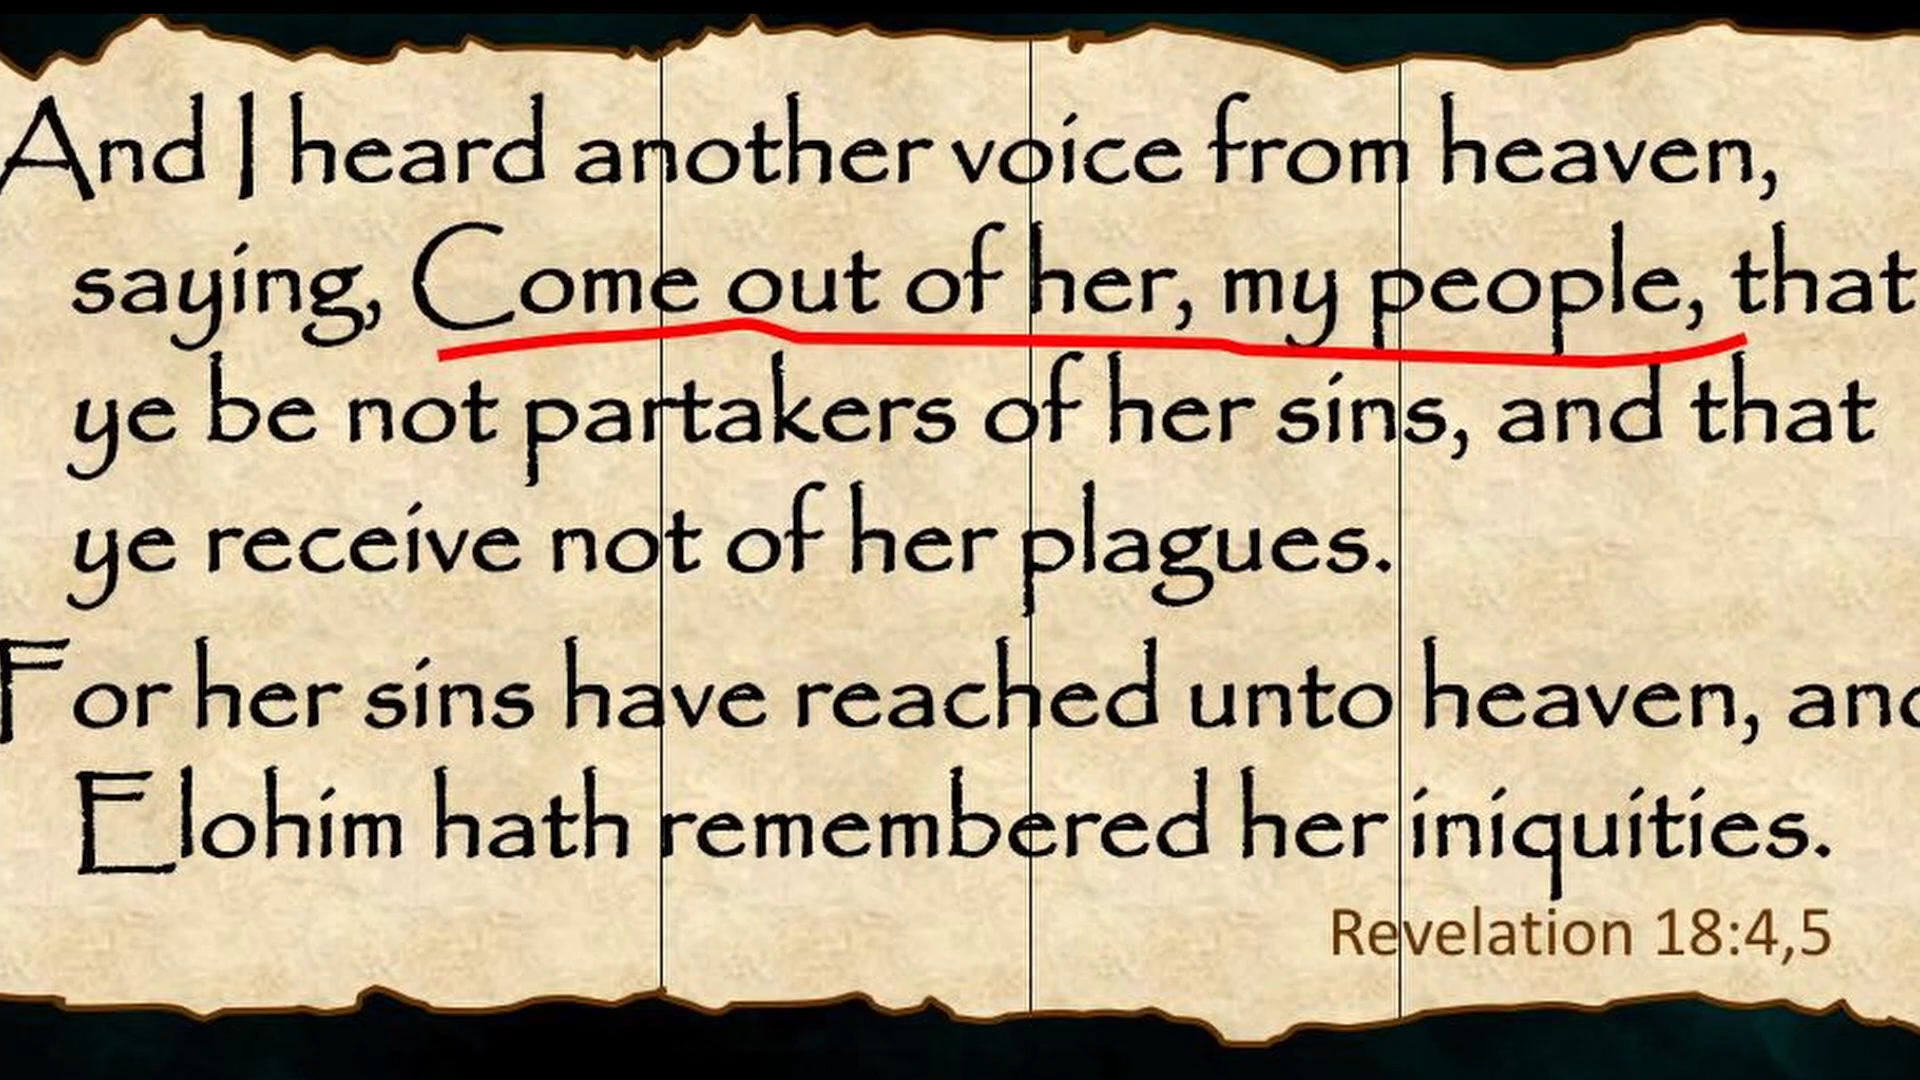 And I heard another voice from heaven,
saying, Come out of her, my people, that
ye be not partakers of her sins, and that
ye receive not of her plagues.
For her sins have reached unto heaven, and
Elohim hath remembered her iniquities.
Revelation 18:4,5